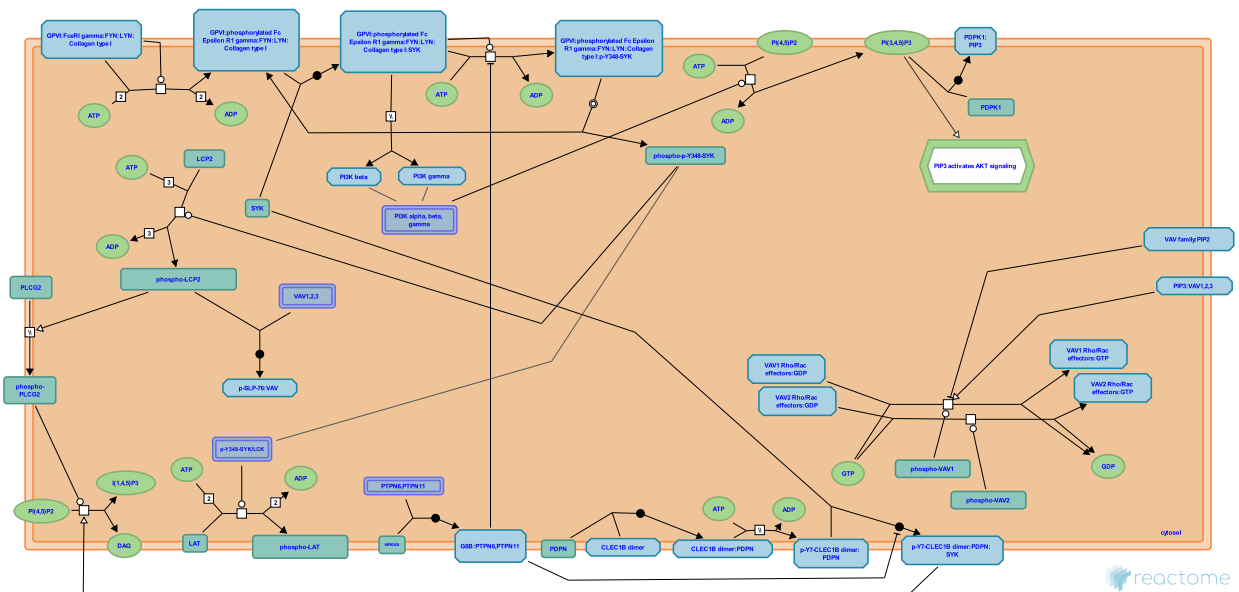 GPVI:FceRI gamma:FYN:LYN:
Collagen type I
GPVI:phosphorylated Fc
Epsilon R1 gamma:FYN:LYN:
Collagen type I
GPVI:phosphorylated Fc
Epsilon R1 gamma:FYN:LYN:
Collagen type I:SYK
GPVI:phosphorylated Fc Epsilon
R1 gamma:FYN:LYN:Collagen
type I:p-Y348-SYK
PI(4,5)P2
PI(3,4,5)P3
PDPK1:
PIP3
ATP
2
2
ADP
ATP
ADP
ATP
ADP
PDPK1
\\
phospho-p-Y348-SYK
PIP3 activates AKT signaling
ATP
LCP2
3
PI3K beta
PI3K gamma
SYK
PI3K alpha, beta,
gamma
ADP
3
VAV family:PIP2
phospho-LCP2
PLCG2
VAV1,2,3
PIP3:VAV1,2,3
\\
phospho-
PLCG2
p-SLP-76:VAV
VAV1 Rho/Rac
effectors:GDP
VAV2 Rho/Rac
effectors:GDP
VAV1 Rho/Rac
effectors:GTP
VAV2 Rho/Rac
effectors:GTP
p-Y348-SYK/LCK
ATP
ADP
2
2
I(1,4,5)P3
PI(4,5)P2
DAG
LAT
phospho-LAT
PTPN6,PTPN11
G6B:PTPN6,PTPN11
PDPN
CLEC1B dimer
CLEC1B dimer:PDPN
ATP
\\
ADP
p-Y7-CLEC1B dimer:
PDPN
p-Y7-CLEC1B dimer:PDPN:
SYK
GTP
GDP
phospho-VAV1
phospho-VAV2
cytosol
reactome